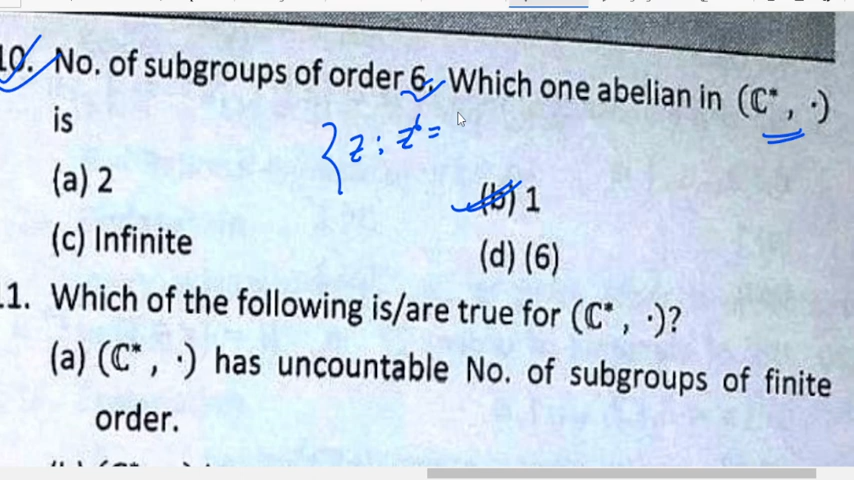 10. No. of subgroups of order 6. Which one abelian in (ℂ*, ·)
is
{z : z⁶ =
(a) 2 (b) 1
(c) Infinite (d) (6)
1. Which of the following is/are true for (ℂ*, ·)?
(a) (ℂ*, ·) has uncountable No. of subgroups of finite
order.